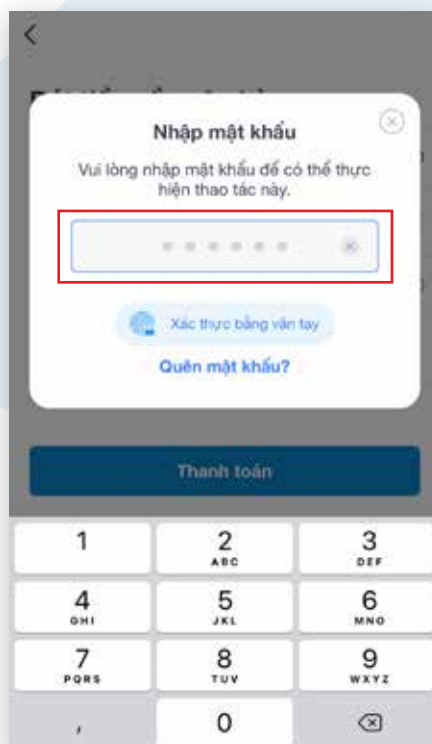 Nhập mật khẩu
Vui lòng nhập mật khẩu để có thể thực
hiện thao tác này.
Xác thực bằng vân tay
Quên mật khẩu?
Thanh toán
1
2
ABC
3
DEF
4
GHI
5
JKL
6
MNO
7
PQRS
8
TUV
9
WXYZ
,
0